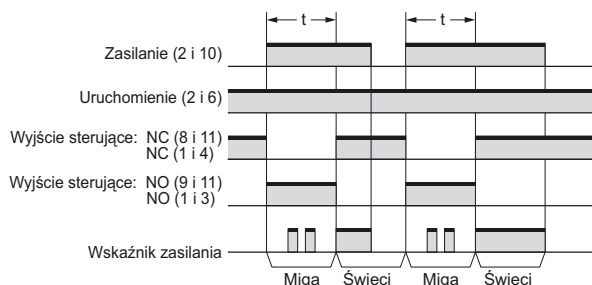 t t
Zasilanie (2 i 10)
Uruchomienie (2 i 6)
Wyjście sterujące: NC (8 i 11)
NC (1 i 4)
Wyjście sterujące: NO (9 i 11)
NO (1 i 3)
Wskaźnik zasilania
Miga Świeci Miga Świeci